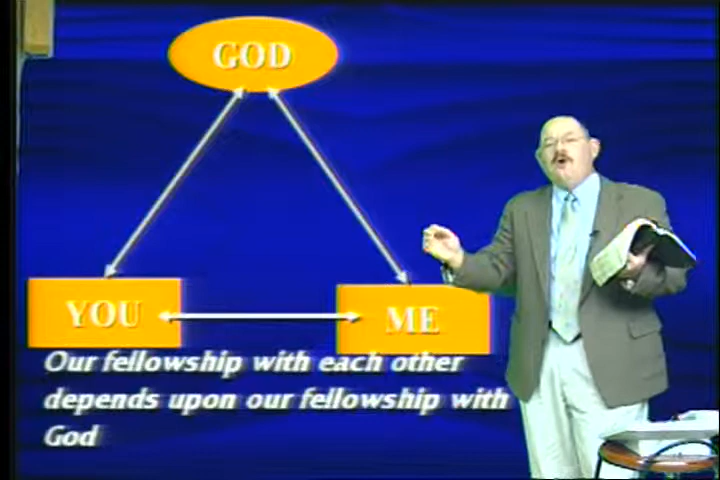 GOD
YOU
ME
Our fellowship with each other
depends upon our fellowship with
God